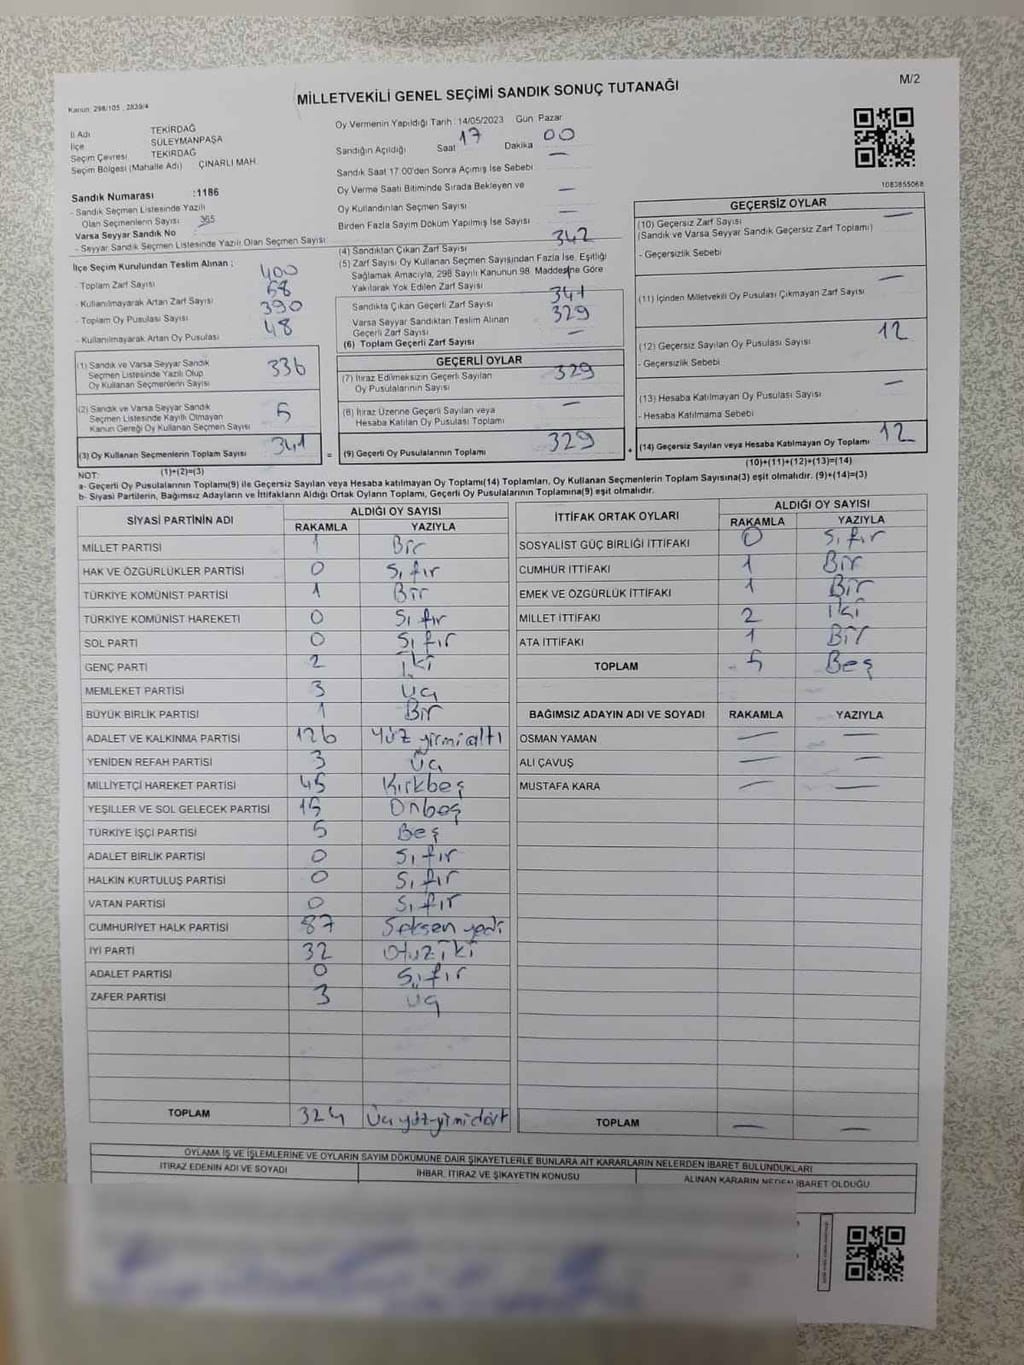 M/2
Kanun: 298/105 , 2839/4
MİLLETVEKİLİ GENEL SEÇİMİ SANDIK SONUÇ TUTANAĞI
İl Adı TEKİRDAĞ
İlçe SÜLEYMANPAŞA
Seçim Çevresi TEKİRDAĞ
Seçim Bölgesi (Mahalle Adı) ÇINARLI MAH.
Sandık Numarası :1186
- Sandık Seçmen Listesinde Yazılı
Olan Seçmenlerin Sayısı 365
Varsa Seyyar Sandık No
- Seyyar Sandık Seçmen Listesinde Yazılı Olan Seçmen Sayısı
İlçe Seçim Kurulundan Teslim Alınan ;
- Toplam Zarf Sayısı 400
- Kullanılmayarak Artan Zarf Sayısı 58
- Toplam Oy Pusulası Sayısı 390
- Kullanılmayarak Artan Oy Pusulası 48
(1) Sandık ve Varsa Seyyar Sandık
Seçmen Listesinde Yazılı Olup
Oy Kullanan Seçmenlerin Sayısı 336
(2) Sandık ve Varsa Seyyar Sandık
Seçmen Listesinde Kayıtlı Olmayan
Kanun Gereği Oy Kullanan Seçmen Sayısı 5
(3) Oy Kullanan Seçmenlerin Toplam Sayısı 341
(1)+(2)=(3)
Oy Vermenin Yapıldığı Tarih : 14/05/2023 Gün Pazar
Sandığın Açıldığı Saat 17 Dakika 00
Sandık Saat 17:00'den Sonra Açmış İse Sebebi —
Oy Verme Saati Bitiminde Sırada Bekleyen ve
Oy Kullandırılan Seçmen Sayısı —
Birden Fazla Sayım Döküm Yapılmış İse Sayısı —
(4) Sandıktan Çıkan Zarf Sayısı 342
(5) Zarf Sayısı Oy Kullanan Seçmen Sayısından Fazla İse, Eşitliği
Sağlamak Amacıyla, 298 Sayılı Kanunun 98. Maddesine Göre
Yakılarak Yok Edilen Zarf Sayısı 1
Sandıkta Çıkan Geçerli Zarf Sayısı 341
Varsa Seyyar Sandıktan Teslim Alınan 329
Geçerli Zarf Sayısı —
(6) Toplam Geçerli Zarf Sayısı
GEÇERLİ OYLAR
(7) İtiraz Edilmeksizin Geçerli Sayılan
Oy Pusulalarının Sayısı 329
(8) İtiraz Üzerine Geçerli Sayılan veya
Hesaba Katılan Oy Pusulası Toplamı —
= (9) Geçerli Oy Pusulalarının Toplamı 329
1083855068
GEÇERSİZ OYLAR
(10) Geçersiz Zarf Sayısı —
(Sandık ve Varsa Seyyar Sandık Geçersiz Zarf Toplamı)
- Geçersizlik Sebebi
(11) İçinden Milletvekili Oy Pusulası Çıkmayan Zarf Sayısı —
(12) Geçersiz Sayılan Oy Pusulası Sayısı 12
- Geçersizlik Sebebi
(13) Hesaba Katılmayan Oy Pusulası Sayısı —
- Hesaba Katılmama Sebebi
+ (14) Geçersiz Sayılan veya Hesaba Katılmayan Oy Toplamı 12
(10)+(11)+(12)+(13)=(14)
NOT:
a- Geçerli Oy Pusulalarının Toplamı(9) ile Geçersiz Sayılan veya Hesaba katılmayan Oy Toplamı(14) Toplamları, Oy Kullanan Seçmenlerin Toplam Sayısına(3) eşit olmalıdır. (9)+(14)=(3)
b- Siyasi Partilerin, Bağımsız Adayların ve İttifakların Aldığı Ortak Oyların Toplamı, Geçerli Oy Pusulalarının Toplamına(9) eşit olmalıdır.
SİYASİ PARTİNİN ADI ALDIĞI OY SAYISI
RAKAMLA YAZIYLA
MİLLET PARTİSİ 1 Bir
HAK VE ÖZGÜRLÜKLER PARTİSİ 0 Sıfır
TÜRKİYE KOMÜNİST PARTİSİ 1 Bir
TÜRKİYE KOMÜNİST HAREKETİ 0 Sıfır
SOL PARTİ 0 Sıfır
GENÇ PARTİ 2 İki
MEMLEKET PARTİSİ 3 Üç
BÜYÜK BİRLİK PARTİSİ 1 Bir
ADALET VE KALKINMA PARTİSİ 126 Yüz yirmi altı
YENİDEN REFAH PARTİSİ 3 Üç
MİLLİYETÇİ HAREKET PARTİSİ 45 Kırkbeş
YEŞİLLER VE SOL GELECEK PARTİSİ 15 Onbeş
TÜRKİYE İŞÇİ PARTİSİ 5 Beş
ADALET BİRLİK PARTİSİ 0 Sıfır
HALKIN KURTULUŞ PARTİSİ 0 Sıfır
VATAN PARTİSİ 0 Sıfır
CUMHURİYET HALK PARTİSİ 87 Seksen yedi
İYİ PARTİ 32 Otuz iki
ADALET PARTİSİ 0 Sıfır
ZAFER PARTİSİ 3 Üç
TOPLAM 324 Üç yüz yirmi dört
İTTİFAK ORTAK OYLARI ALDIĞI OY SAYISI
RAKAMLA YAZIYLA
SOSYALİST GÜÇ BİRLİĞİ İTTİFAKI 0 Sıfır
CUMHUR İTTİFAKI 1 Bir
EMEK VE ÖZGÜRLÜK İTTİFAKI 1 Bir
MİLLET İTTİFAKI 2 İki
ATA İTTİFAKI 1 Bir
TOPLAM 5 Beş
BAĞIMSIZ ADAYIN ADI VE SOYADI RAKAMLA YAZIYLA
OSMAN YAMAN — —
ALİ ÇAVUŞ — —
MUSTAFA KARA — —
TOPLAM — —
OYLAMA İŞ VE İŞLEMLERİNE VE OYLARIN SAYIM DÖKÜMÜNE DAİR ŞİKAYETLERLE BUNLARA AİT KARARLARIN NELERDEN İBARET BULUNDUKLARI
İTİRAZ EDENİN ADI VE SOYADI İHBAR, İTİRAZ VE ŞİKAYETİN KONUSU ALINAN KARARIN NEDEN İBARET OLDUĞU